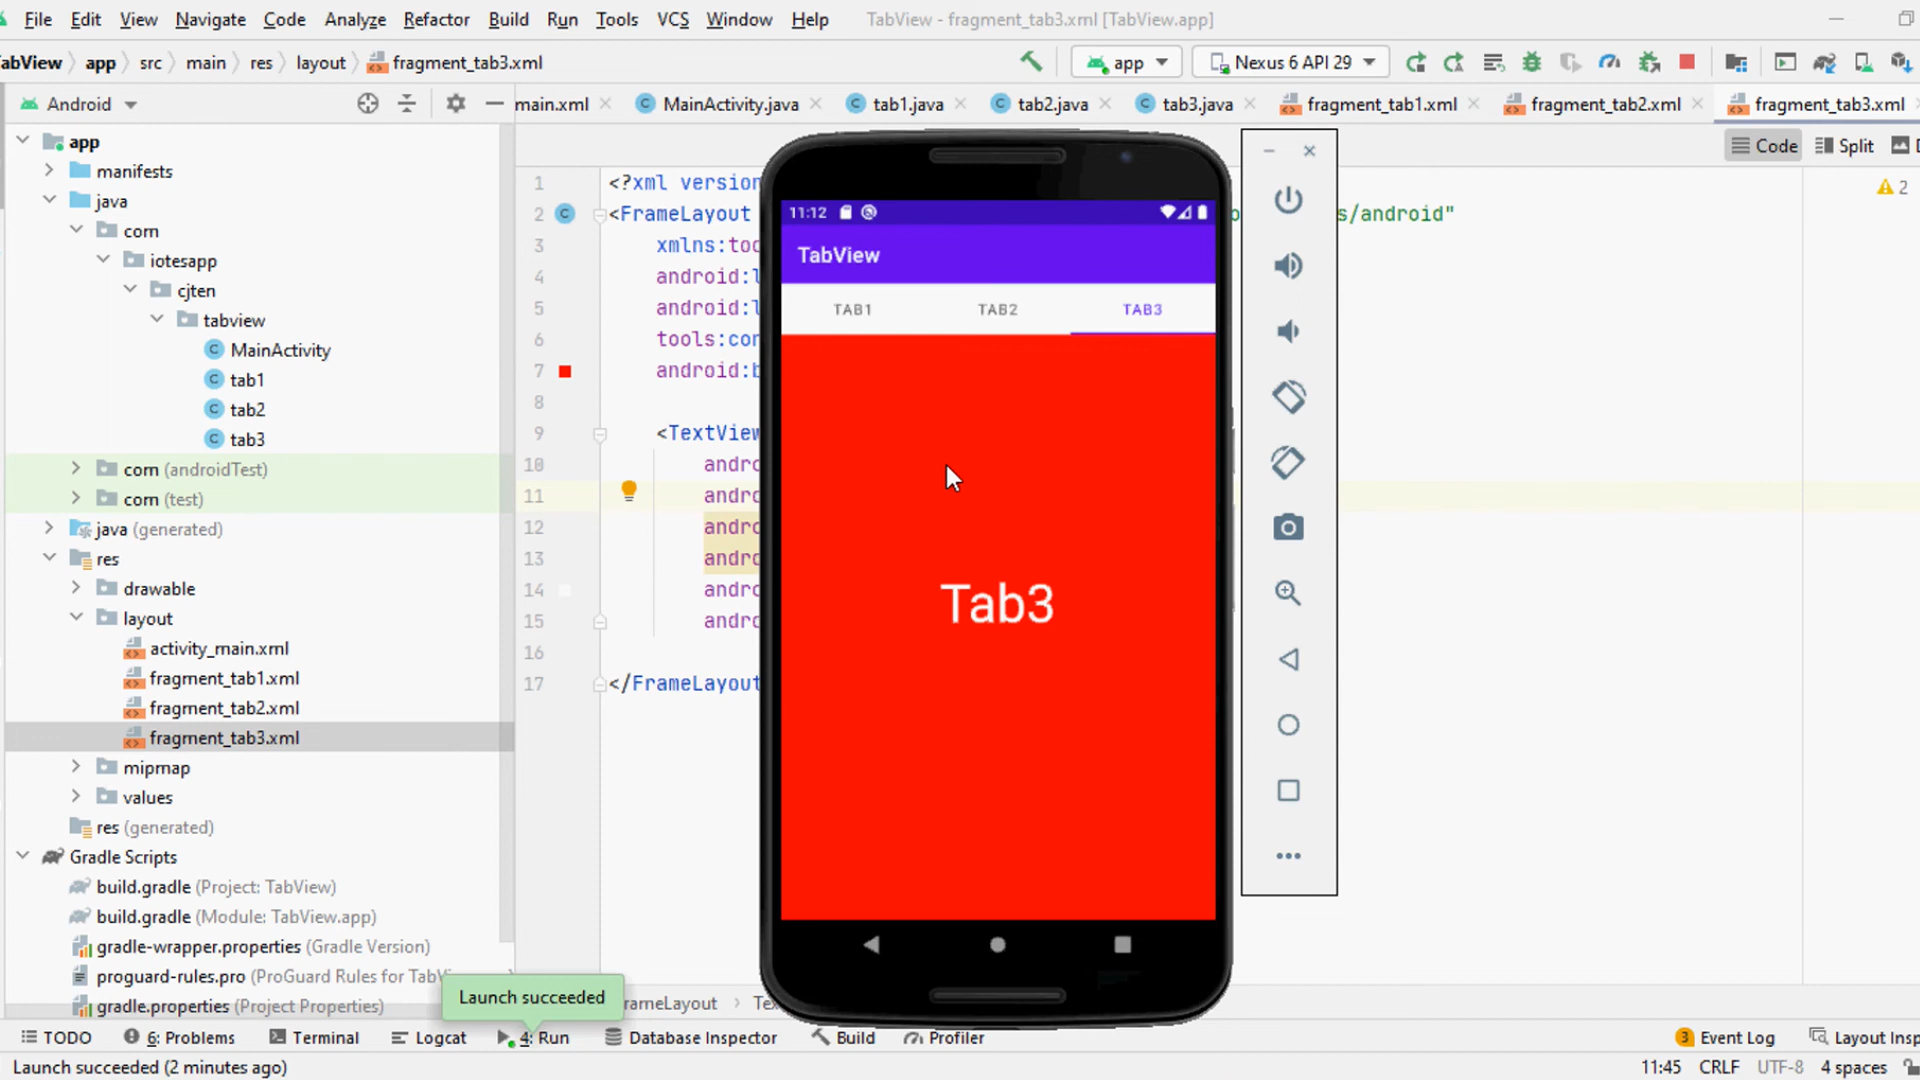 File Edit View Navigate Code Analyze Refactor Build Run Tools VCS Window Help TabView - fragment_tab3.xml [TabView.app]
abView app src main res layout fragment_tab3.xml app Nexus 6 API 29
Android main.xml MainActivity.java tab1.java tab2.java tab3.java fragment_tab1.xml fragment_tab2.xml fragment_tab3.xml
Code Split
2
app
manifests
java
com
iotesapp
cjten
tabview
MainActivity
tab1
tab2
tab3
com (androidTest)
com (test)
java (generated)
res
drawable
layout
activity_main.xml
fragment_tab1.xml
fragment_tab2.xml
fragment_tab3.xml
mipmap
values
res (generated)
Gradle Scripts
build.gradle (Project: TabView)
build.gradle (Module: TabView.app)
gradle-wrapper.properties (Gradle Version)
proguard-rules.pro (ProGuard Rules for TabV
gradle.properties (Project Properties)
1 <?xml version
2 <FrameLayout s/android"
3 xmlns:too
4 android:l
5 android:l
6 tools:con
7 android:b
8
9 <TextView
10 andro
11 andro
12 andro
13 andro
14 andro
15 andro
16
17 </FrameLayout
11:12
TabView
TAB1 TAB2 TAB3
Tab3
Launch succeeded
rameLayout Te
TODO 6: Problems Terminal Logcat 4: Run Database Inspector Build Profiler 3 Event Log Layout Insp
Launch succeeded (2 minutes ago) 11:45 CRLF UTF-8 4 spaces